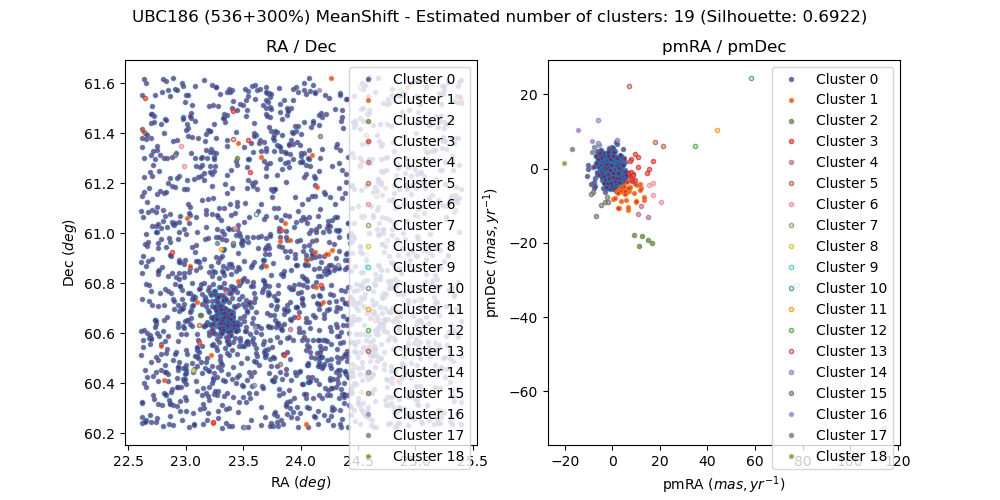 UBC186 (536+300%) MeanShift - Estimated number of clusters: 19 (Silhouette: 0.6922)
RA / Dec
61.6
61.4
61.2
61.0
60.8
60.6
60.4
60.2
Dec (deg)
22.5 23.0 23.5 24.0 24.5 25.0 25.5
RA (deg)
Cluster 0
Cluster 1
Cluster 2
Cluster 3
Cluster 4
Cluster 5
Cluster 6
Cluster 7
Cluster 8
Cluster 9
Cluster 10
Cluster 11
Cluster 12
Cluster 13
Cluster 14
Cluster 15
Cluster 16
Cluster 17
Cluster 18
pmRA / pmDec
20
0
−20
−40
−60
pmDec (mas, yr⁻¹)
−20 0 20 40 60 80 100 120
pmRA (mas, yr⁻¹)
Cluster 0
Cluster 1
Cluster 2
Cluster 3
Cluster 4
Cluster 5
Cluster 6
Cluster 7
Cluster 8
Cluster 9
Cluster 10
Cluster 11
Cluster 12
Cluster 13
Cluster 14
Cluster 15
Cluster 16
Cluster 17
Cluster 18